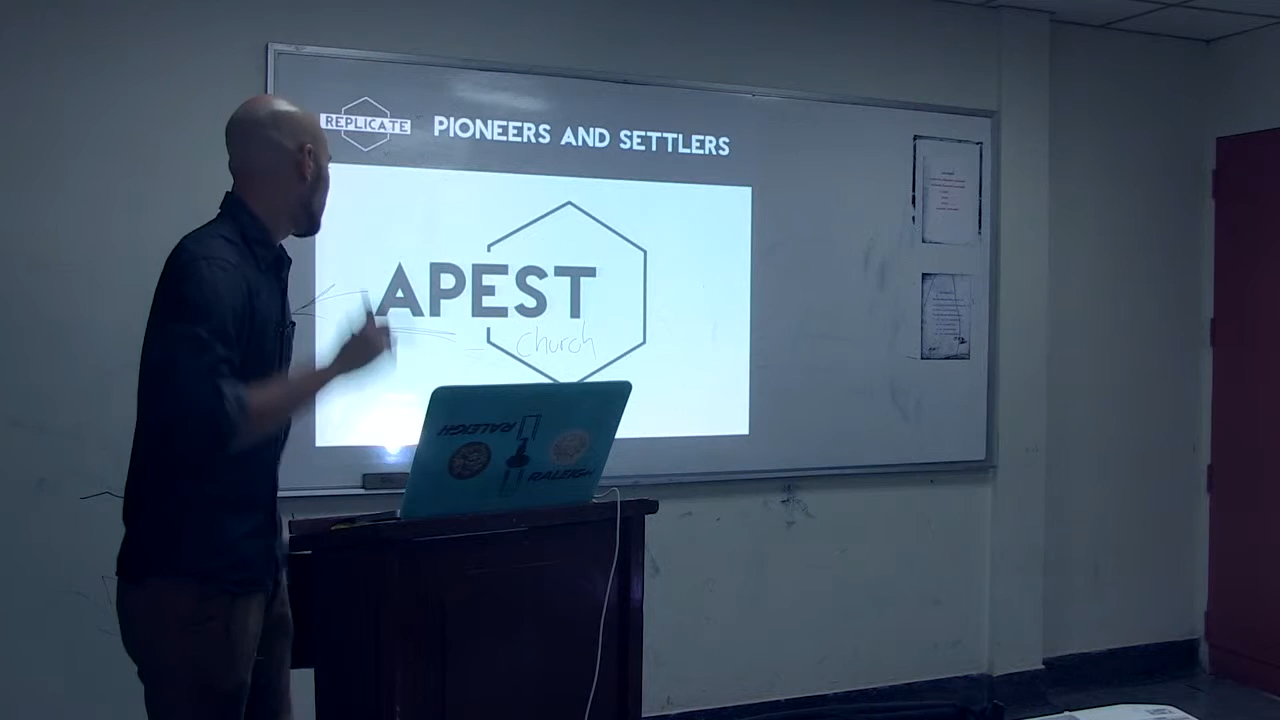 REPLICATE
PIONEERS AND SETTLERS
APEST
church
RALEIGH
RALEIGH